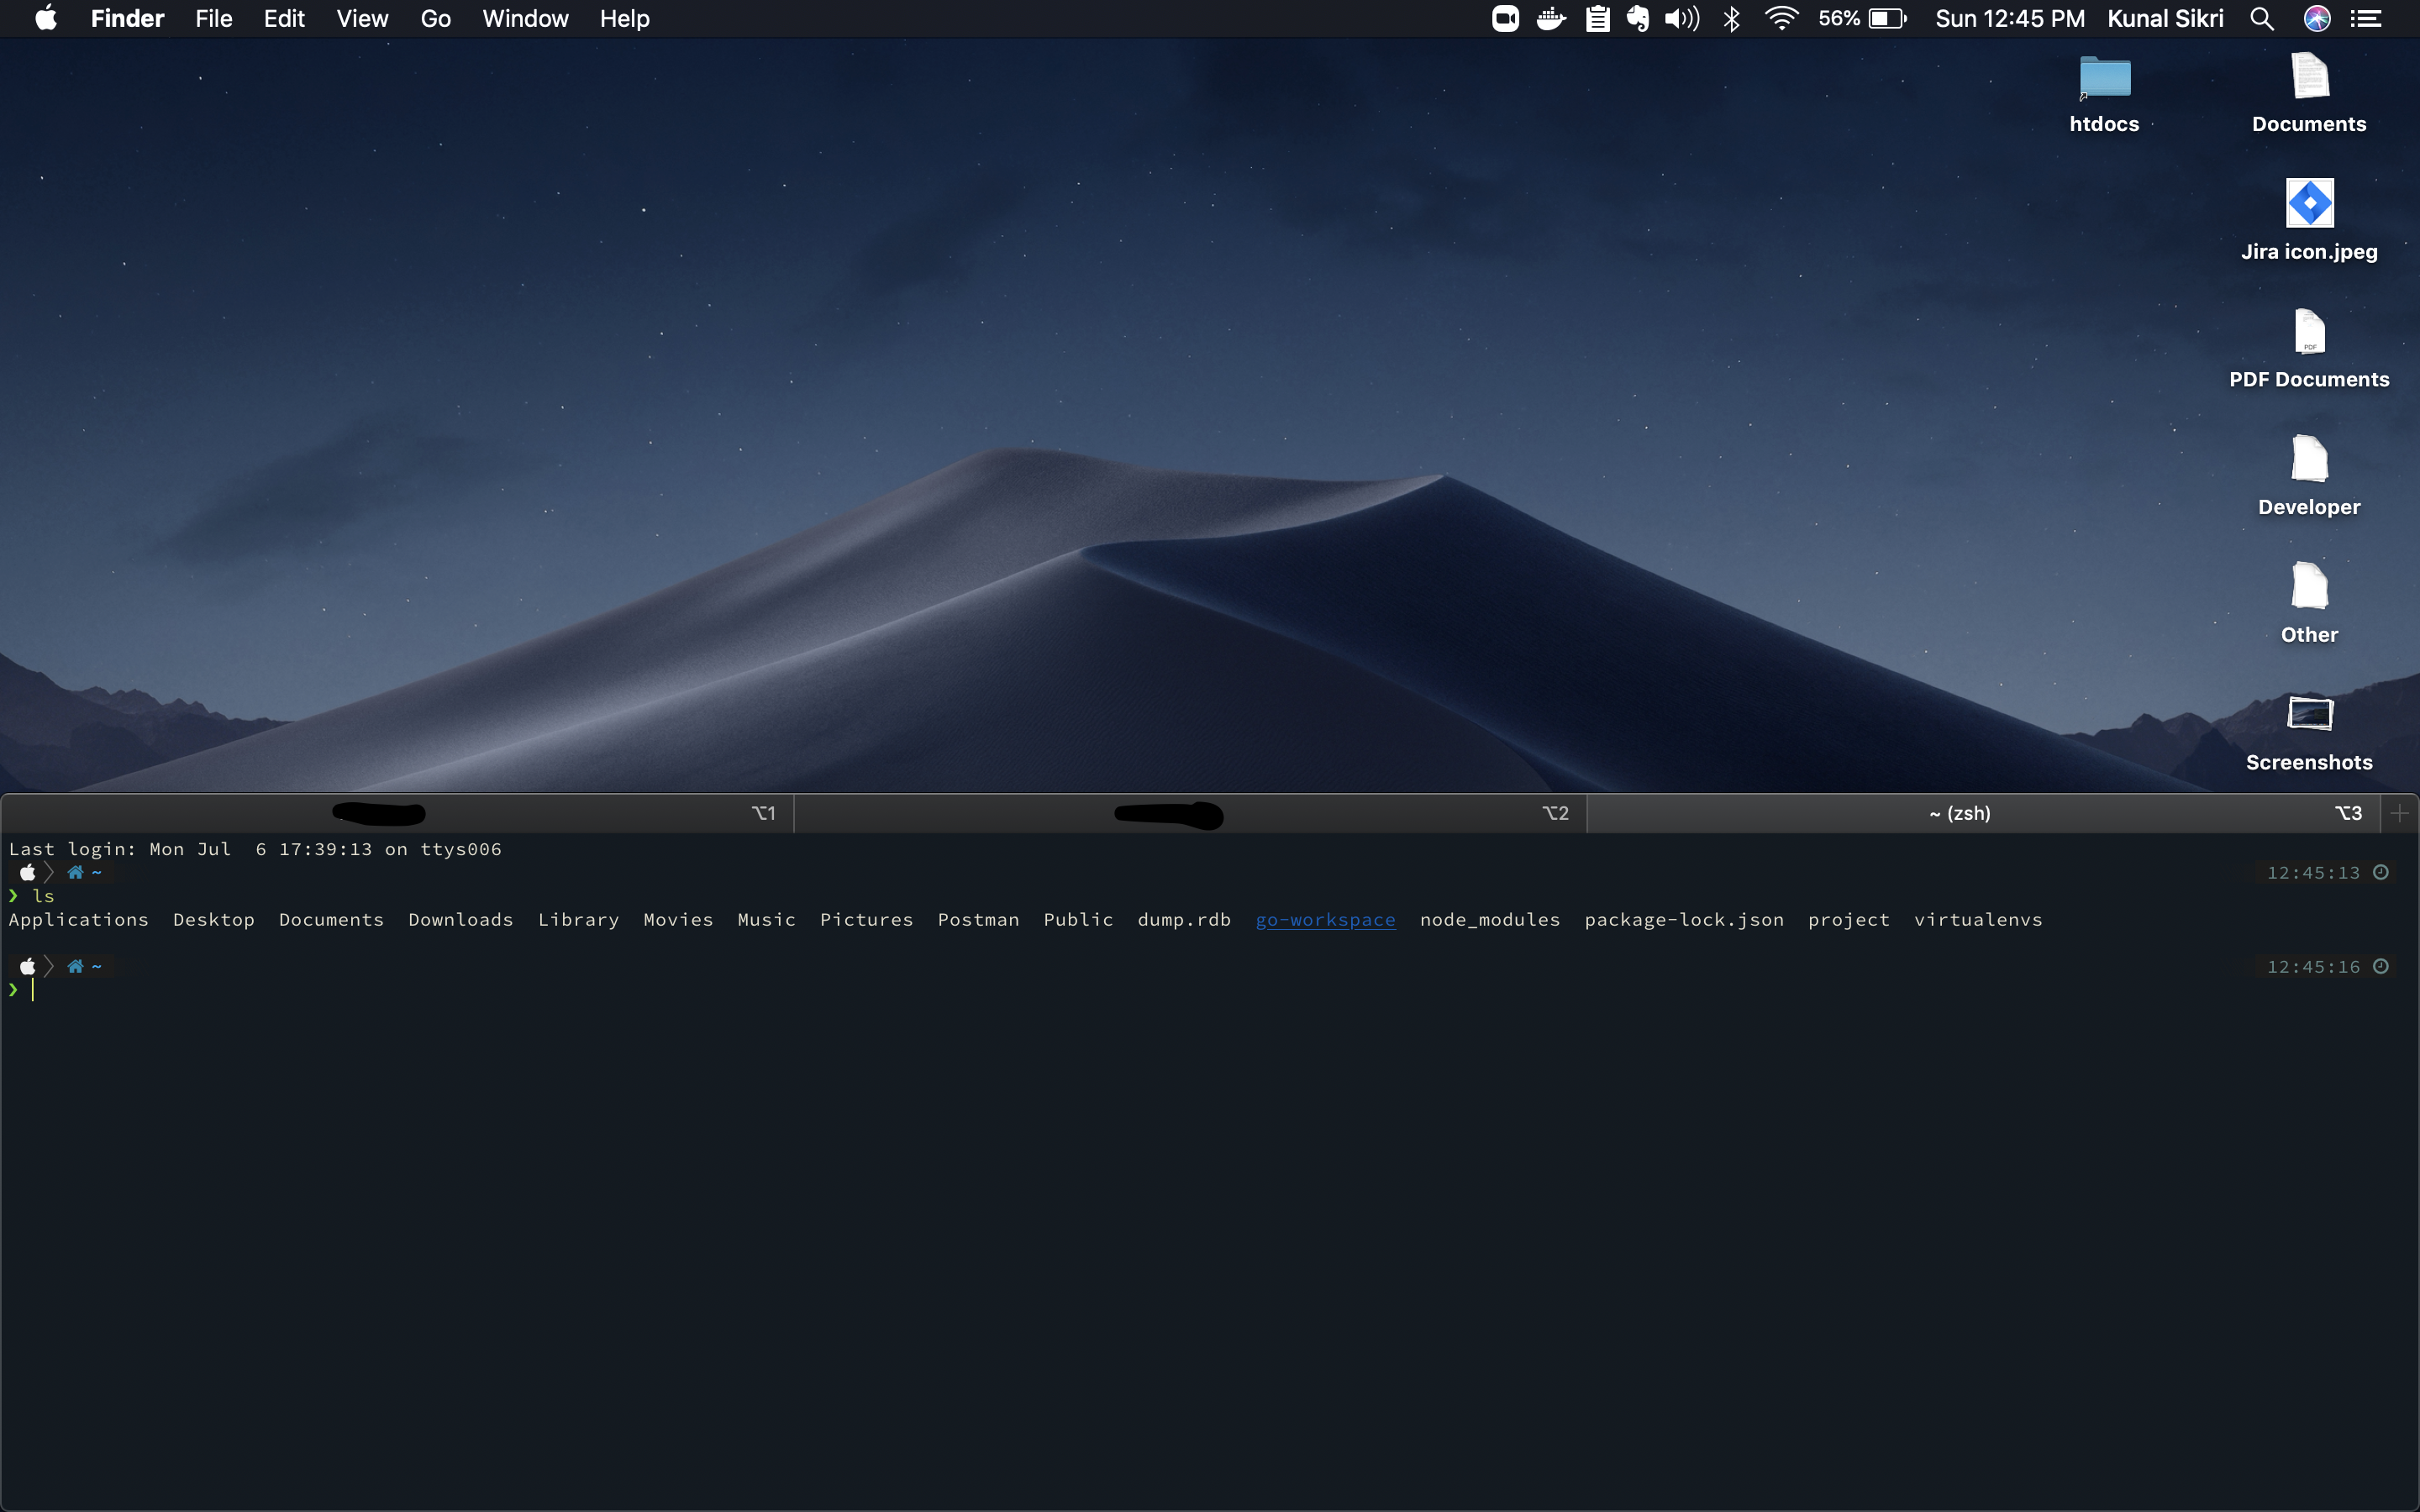 Finder File Edit View Go Window Help 56% Sun 12:45 PM Kunal Sikri
htdocs Documents
Jira icon.jpeg
PDF
PDF Documents
Developer
Other
Screenshots
⌥1 ⌥2 ~ (zsh) ⌥3
Last login: Mon Jul  6 17:39:13 on ttys006
~ 12:45:13
❯ ls
Applications  Desktop  Documents  Downloads  Library  Movies  Music  Pictures  Postman  Public  dump.rdb  go-workspace  node_modules  package-lock.json  project  virtualenvs
~ 12:45:16
❯